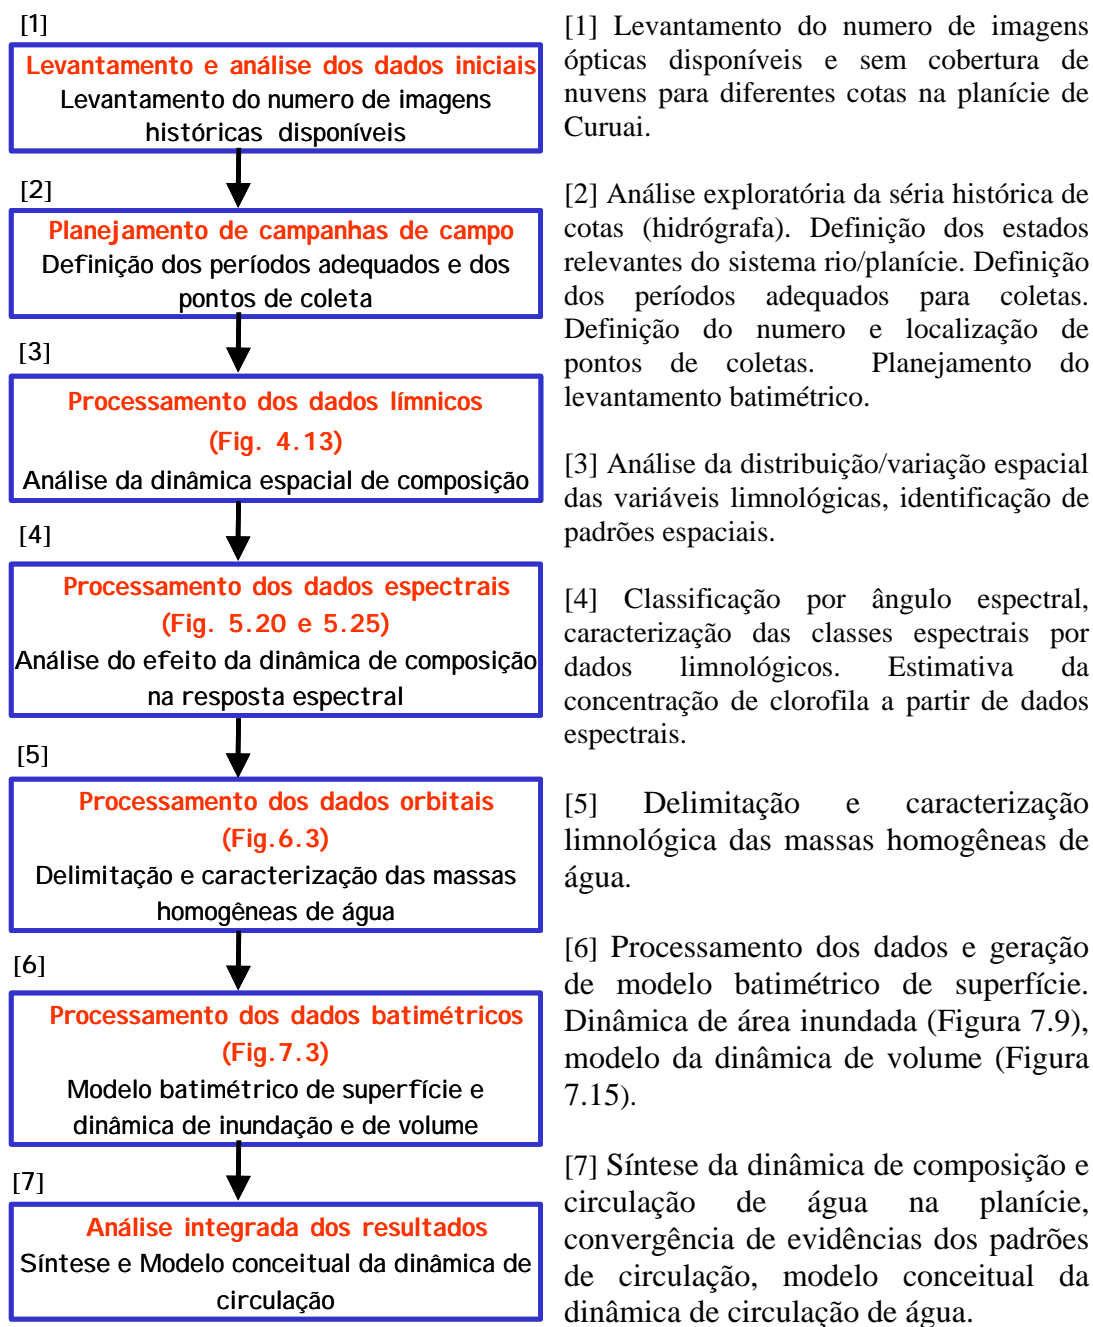 [1]
Levantamento e análise dos dados iniciais
Levantamento do numero de imagens
históricas disponíveis
[2]
Planejamento de campanhas de campo
Definição dos períodos adequados e dos
pontos de coleta
[3]
Processamento dos dados límnicos
(Fig. 4.13)
Análise da dinâmica espacial de composição
[4]
Processamento dos dados espectrais
(Fig. 5.20 e 5.25)
Análise do efeito da dinâmica de composição
na resposta espectral
[5]
Processamento dos dados orbitais
(Fig.6.3)
Delimitação e caracterização das massas
homogêneas de água
[6]
Processamento dos dados batimétricos
(Fig.7.3)
Modelo batimétrico de superfície e
dinâmica de inundação e de volume
[7]
Análise integrada dos resultados
Síntese e Modelo conceitual da dinâmica de
circulação
[1] Levantamento do numero de imagens
ópticas disponíveis e sem cobertura de
nuvens para diferentes cotas na planície de
Curuai.
[2] Análise exploratória da séria histórica de
cotas (hidrógrafa). Definição dos estados
relevantes do sistema rio/planície. Definição
dos períodos adequados para coletas.
Definição do numero e localização de
pontos de coletas. Planejamento do
levantamento batimétrico.
[3] Análise da distribuição/variação espacial
das variáveis limnológicas, identificação de
padrões espaciais.
[4] Classificação por ângulo espectral,
caracterização das classes espectrais por
dados limnológicos. Estimativa da
concentração de clorofila a partir de dados
espectrais.
[5] Delimitação e caracterização
limnológica das massas homogêneas de
água.
[6] Processamento dos dados e geração
de modelo batimétrico de superfície.
Dinâmica de área inundada (Figura 7.9),
modelo da dinâmica de volume (Figura
7.15).
[7] Síntese da dinâmica de composição e
circulação de água na planície,
convergência de evidências dos padrões
de circulação, modelo conceitual da
dinâmica de circulação de água.